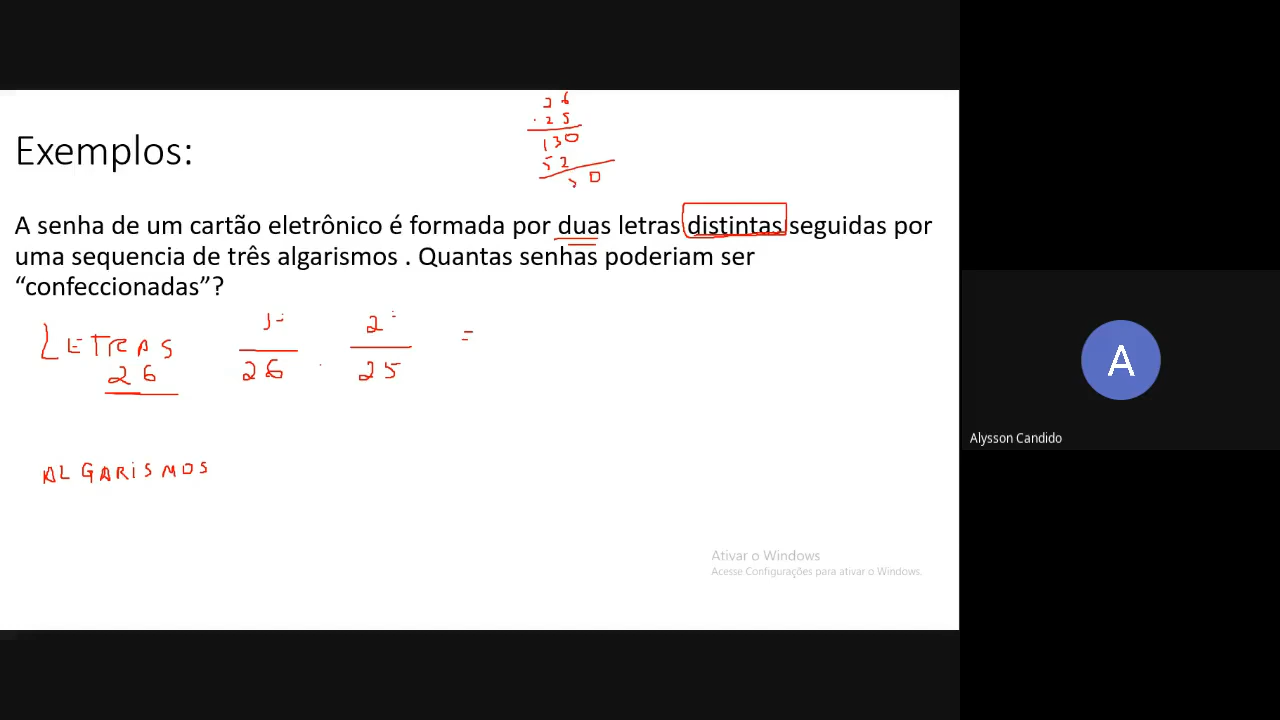 26
. 25
130
52
50
Exemplos:
A senha de um cartão eletrônico é formada por duas letras distintas seguidas por
uma sequencia de três algarismos . Quantas senhas poderiam ser
“confeccionadas”?
LETRAS 1ª 2ª =
26 26 . 25
ALGARISMOS
A
Alysson Candido
Ativar o Windows
Acesse Configurações para ativar o Windows.